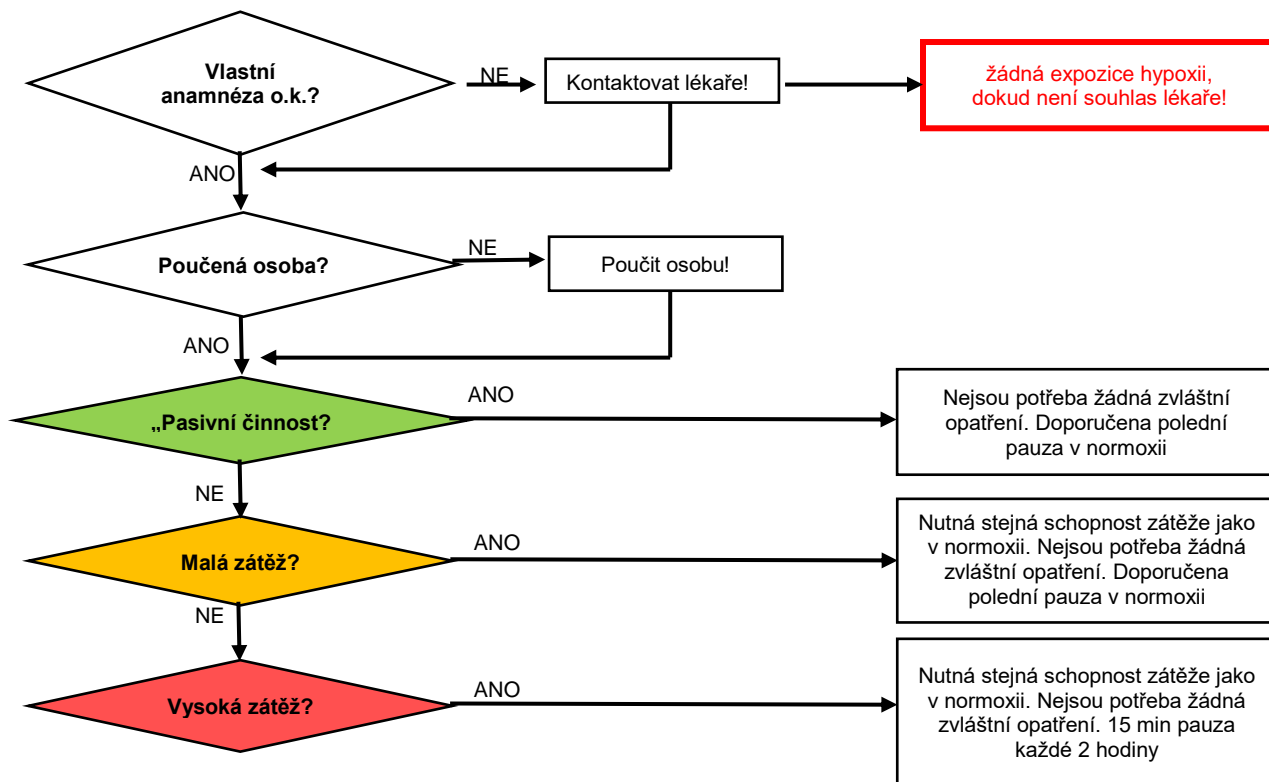 Vlastní
anamnéza o.k.?
NE
Kontaktovat lékaře!
žádná expozice hypoxii,
dokud není souhlas lékaře!
ANO
Poučená osoba?
NE
Poučit osobu!
ANO
„Pasivní činnost?
ANO
Nejsou potřeba žádná zvláštní
opatření. Doporučena polední
pauza v normoxii
NE
Malá zátěž?
ANO
Nutná stejná schopnost zátěže jako
v normoxii. Nejsou potřeba žádná
zvláštní opatření. Doporučena
polední pauza v normoxii
NE
Vysoká zátěž?
ANO
Nutná stejná schopnost zátěže jako
v normoxii. Nejsou potřeba žádná
zvláštní opatření. 15 min pauza
každé 2 hodiny